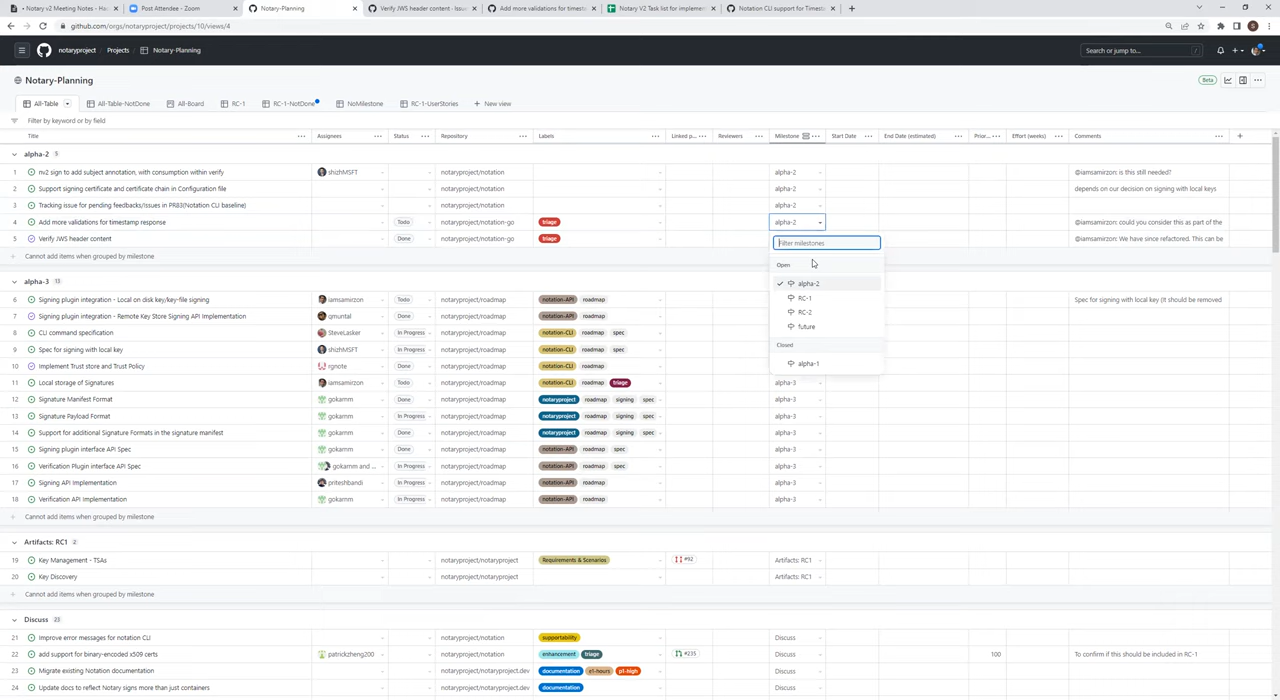 • Notary v2 Meeting Notes - Hac
Post Attendee - Zoom
Notary-Planning
Verify JWS header content · Issu
Add more validations for timesta
Notary V2 Task list for impleme
Notation CLI support for Timest
github.com/orgs/notaryproject/projects/10/views/4
notaryproject Projects Notary-Planning
Search or jump to... /
Notary-Planning
Beta
All-Table All-Table-NotDone All-Board RC-1 RC-1-NotDone NoMilestone RC-1-UserStories New view
Filter by keyword or by field
Title Assignees Status Repository Labels Linked p... Reviewers Milestone Start Date End Date (estimated) Prior... Effort (weeks) Comments
alpha-2 5
1 nv2 sign to add subject annotation, with consumption within verify shizhMSFT notaryproject/notation alpha-2 @iamsamirzon: is this still needed?
2 Support signing certificate and certificate chain in Configuration file notaryproject/notation alpha-2 depends on our decision on signing with local keys
3 Tracking issue for pending feedbacks/issues in PR83(Notation CLI baseline) notaryproject/notation alpha-2
4 Add more validations for timestamp response Todo notaryproject/notation-go triage alpha-2 @iamsamirzon: could you consider this as part of the
5 Verify JWS header content Done notaryproject/notation-go triage @iamsamirzon: We have since refactored. This can be
Filter milestones
Open
alpha-2
RC-1
RC-2
future
Closed
alpha-1
Cannot add items when grouped by milestone
alpha-3 13
6 Signing plugin integration - Local on disk key/key-file signing iamsamirzon Todo notaryproject/roadmap notation-API roadmap Spec for signing with local key (It should be removed
7 Signing plugin integration - Remote Key Store Signing API Implementation qmuntal Done notaryproject/roadmap notation-API roadmap
8 CLI command specification SteveLasker In Progress notaryproject/roadmap notation-CLI roadmap spec
9 Spec for signing with local key shizhMSFT In Progress notaryproject/roadmap notation-CLI roadmap spec
10 Implement Trust store and Trust Policy rgnote Done notaryproject/roadmap notation-CLI roadmap
11 Local storage of Signatures iamsamirzon Todo notaryproject/roadmap notation-CLI roadmap triage alpha-3
12 Signature Manifest Format gokarnm Done notaryproject/roadmap notaryproject roadmap signing spec alpha-3
13 Signature Payload Format gokarnm In Progress notaryproject/roadmap notaryproject roadmap signing spec alpha-3
14 Support for additional Signature Formats in the signature manifest gokarnm Done notaryproject/roadmap notaryproject roadmap signing spec alpha-3
15 Signing plugin interface API Spec gokarnm Done notaryproject/roadmap notation-API roadmap spec alpha-3
16 Verification Plugin interface API Spec gokarnm and ... In Progress notaryproject/roadmap notation-API roadmap spec alpha-3
17 Signing API Implementation priteshbandi In Progress notaryproject/roadmap notation-API roadmap alpha-3
18 Verification API Implementation gokarnm In Progress notaryproject/roadmap notation-API roadmap alpha-3
Cannot add items when grouped by milestone
Artifacts: RC1 2
19 Key Management - TSAs notaryproject/notaryproject Requirements & Scenarios #92 Artifacts: RC1
20 Key Discovery notaryproject/notaryproject Artifacts: RC1
Cannot add items when grouped by milestone
Discuss 23
21 Improve error messages for notation CLI notaryproject/notation supportability Discuss
22 add support for binary-encoded x509 certs patrickzheng200 notaryproject/notation enhancement triage #235 Discuss 100 To confirm if this should be included in RC-1
23 Migrate existing Notation documentation notaryproject/notaryproject.dev documentation e1-hours p1-high Discuss
24 Update docs to reflect Notary signs more than just containers notaryproject/notaryproject.dev documentation Discuss